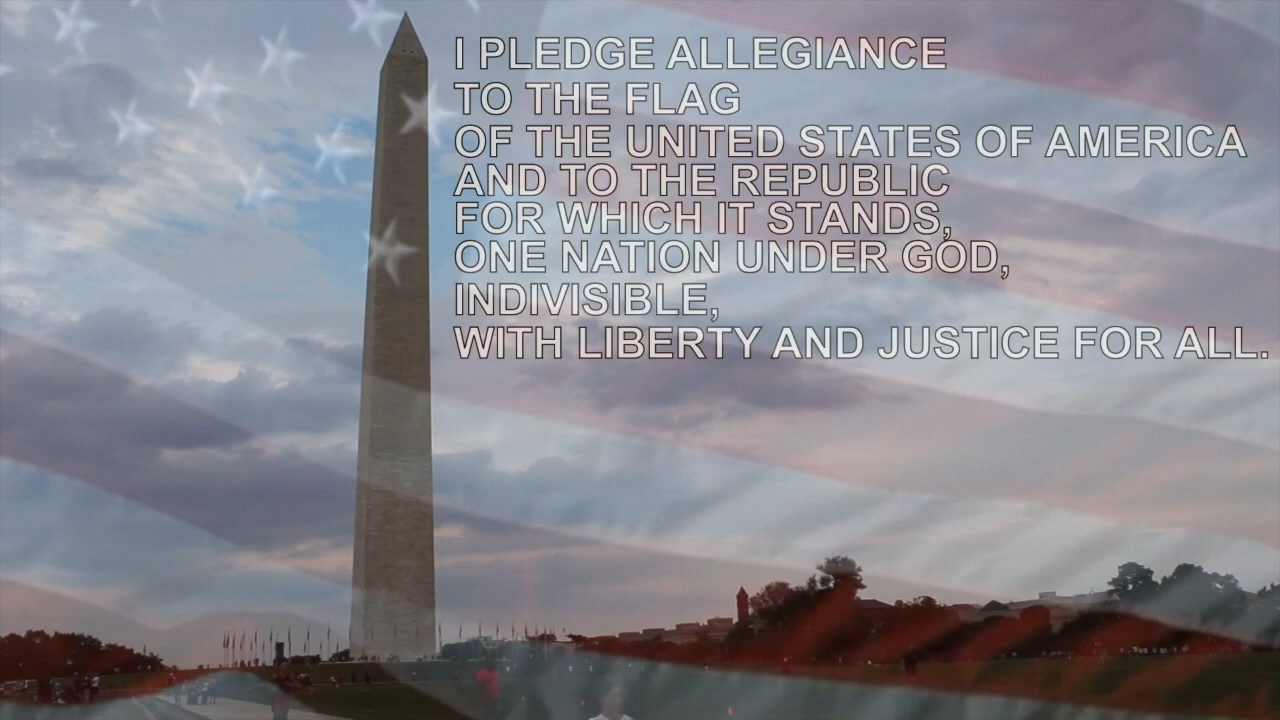 I PLEDGE ALLEGIANCE
TO THE FLAG
OF THE UNITED STATES OF AMERICA
AND TO THE REPUBLIC
FOR WHICH IT STANDS,
ONE NATION UNDER GOD,
INDIVISIBLE,
WITH LIBERTY AND JUSTICE FOR ALL.